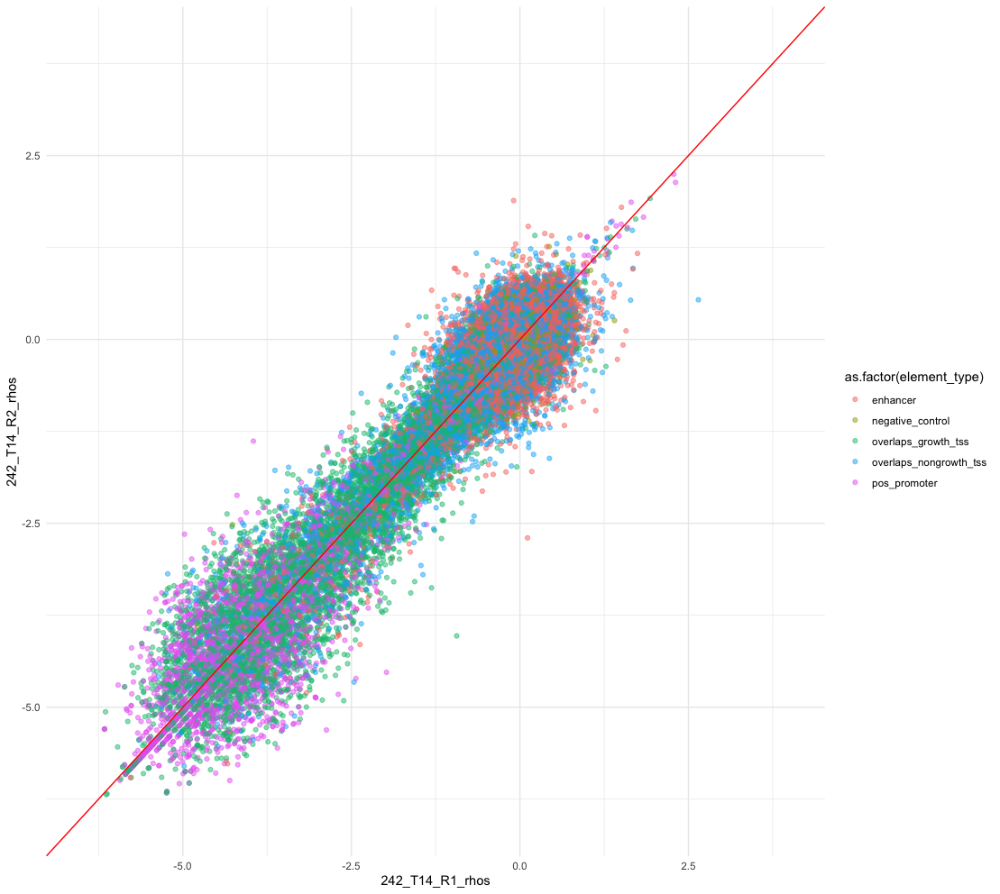 2.5
0.0
-2.5
-5.0
242_T14_R2_rhos
-5.0
-2.5
0.0
2.5
242_T14_R1_rhos
as.factor(element_type)
enhancer
negative_control
overlaps_growth_tss
overlaps_nongrowth_tss
pos_promoter